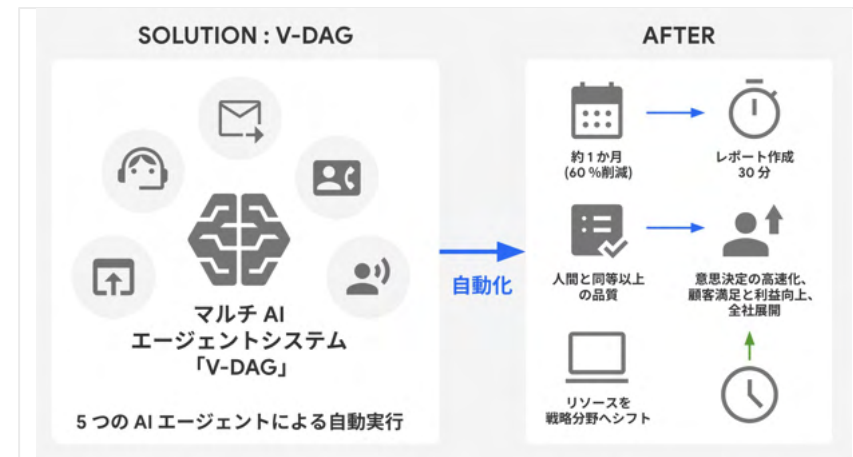 SOLUTION : V-DAG
マルチ AI
エージェントシステム
「V-DAG」
5 つの AI エージェントによる自動実行
自動化
AFTER
約 1 か月
(60 %削減)
レポート作成
30 分
人間と同等以上
の品質
意思決定の高速化、
顧客満足と利益向上、
全社展開
リソースを
戦略分野へシフト